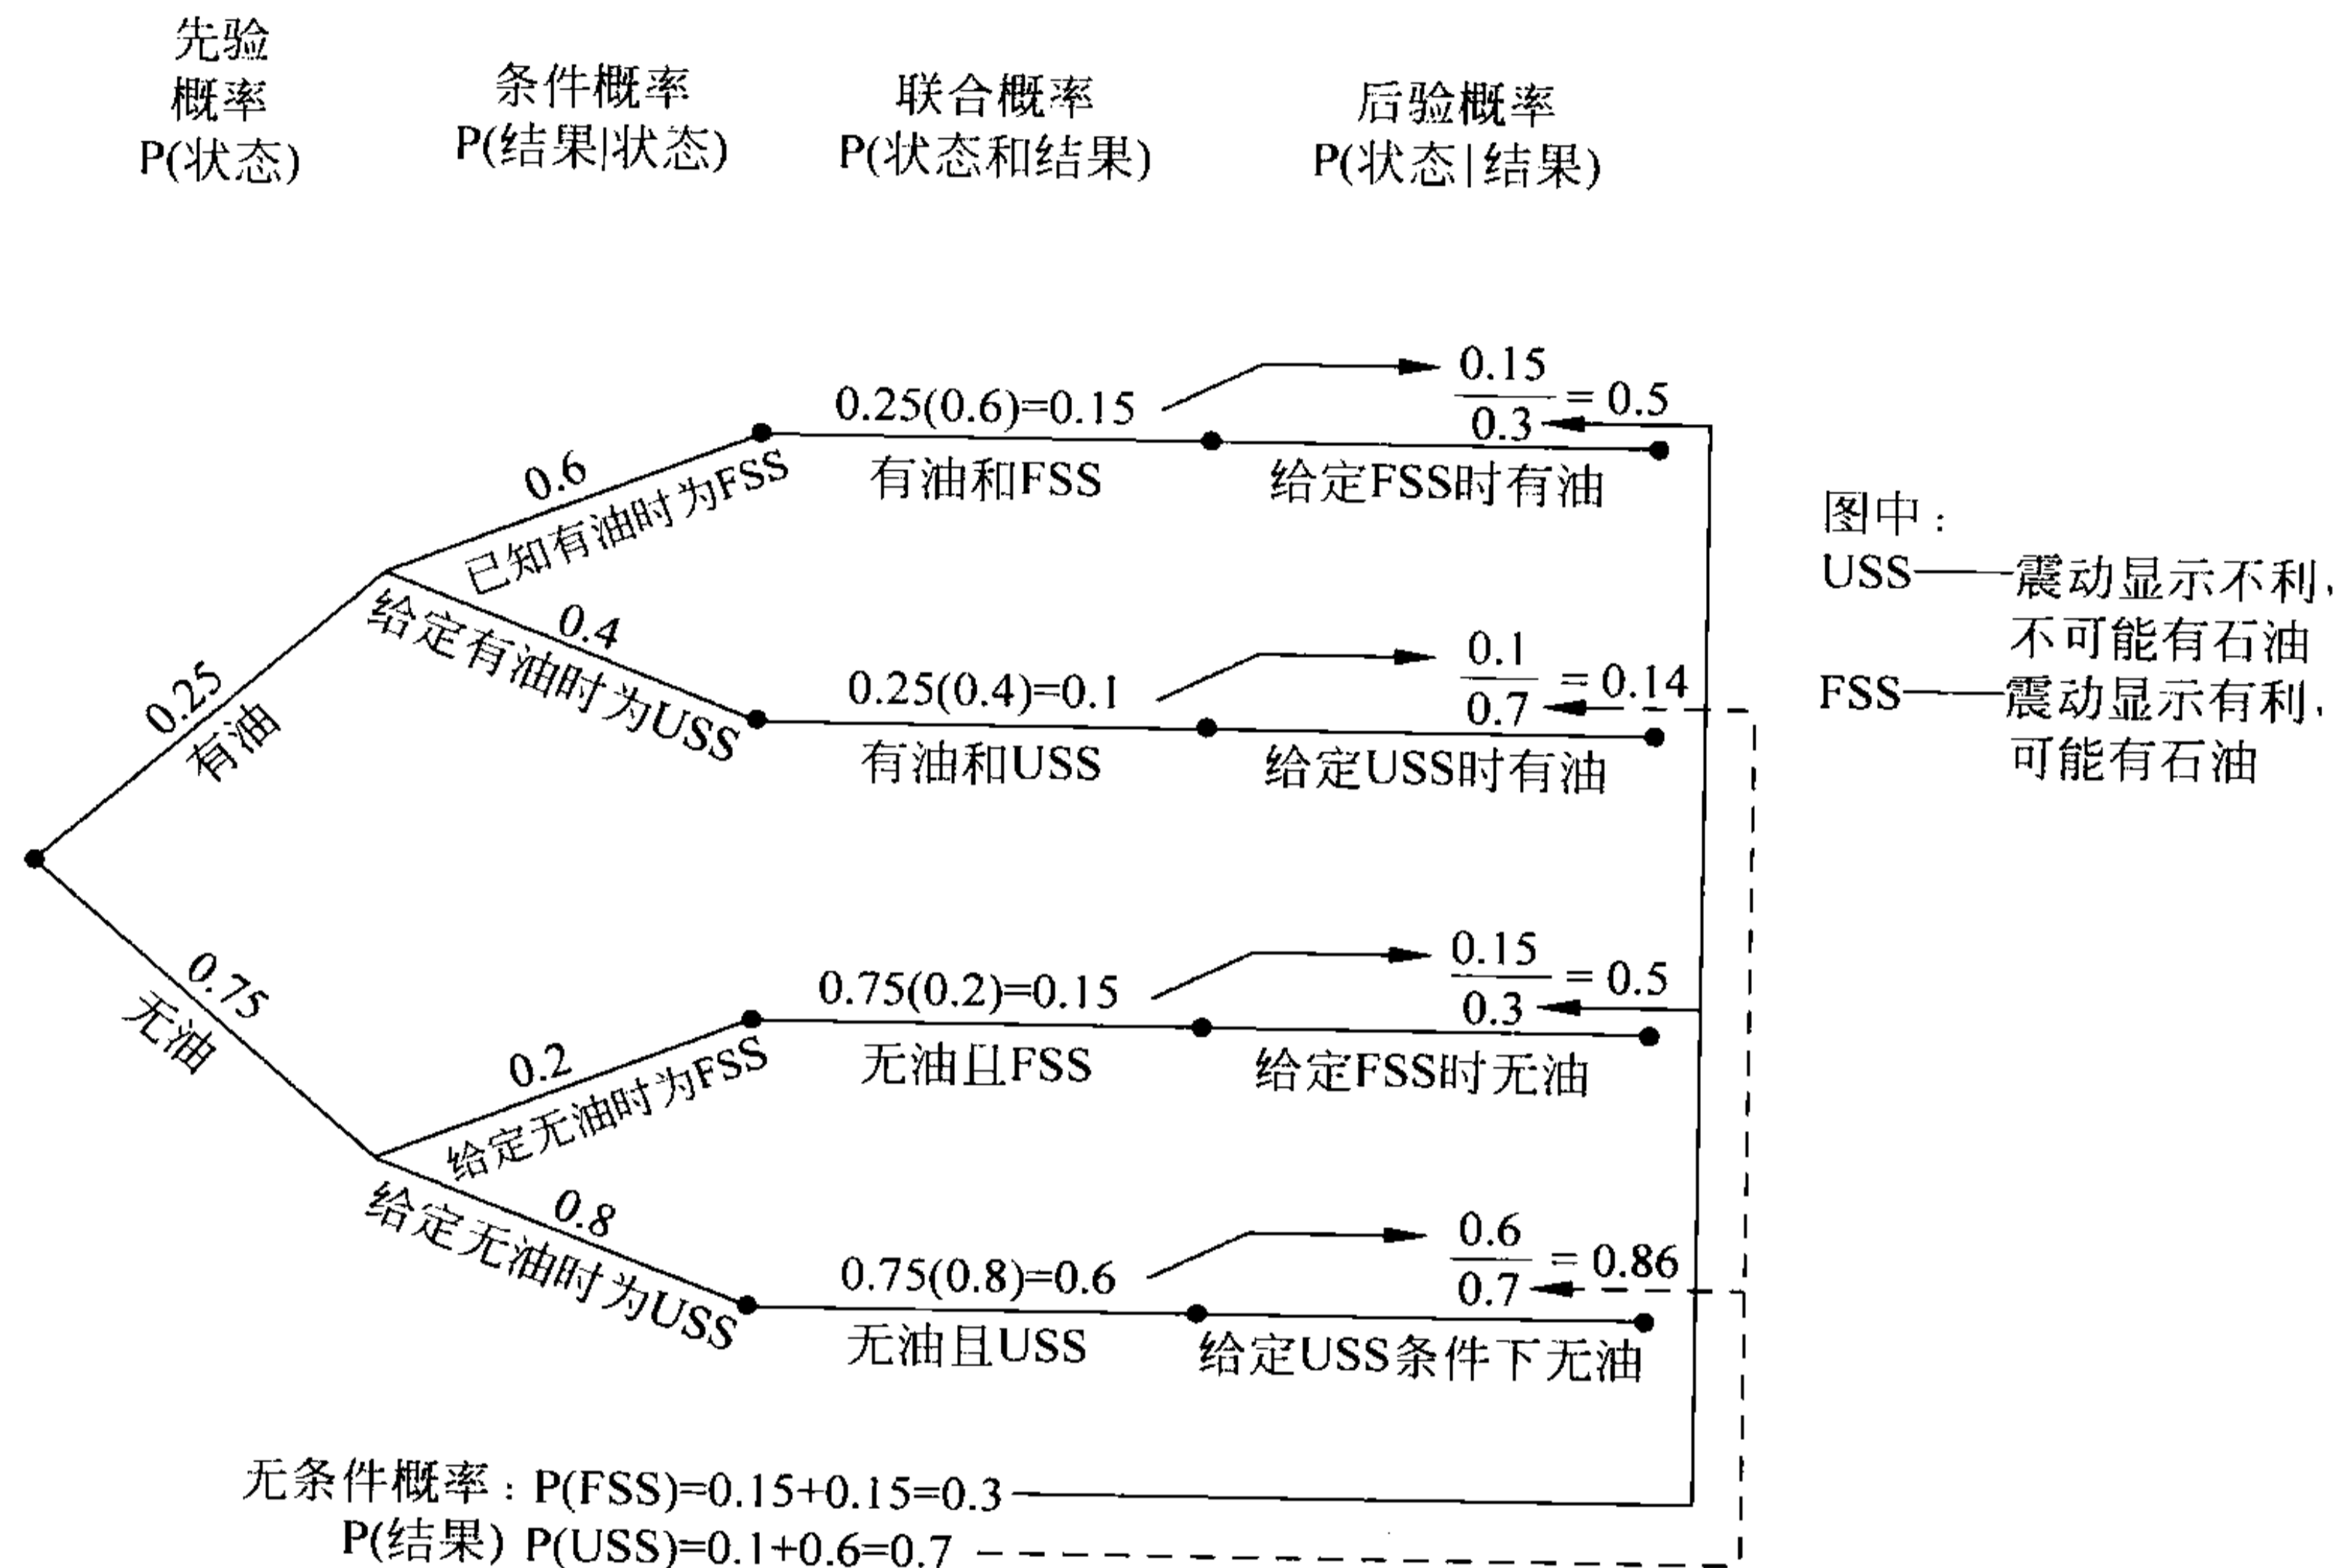 先验
概率
P(状态)
条件概率
P(结果|状态)
联合概率
P(状态和结果)
后验概率
P(状态|结果)
0.25
有油
0.6
已知有油时为FSS
0.25(0.6)=0.15
有油和FSS
0.15
0.3
= 0.5
给定FSS时有油
0.4
给定有油时为USS
0.25(0.4)=0.1
有油和USS
0.1
0.7
= 0.14
给定USS时有油
0.75
无油
0.2
给定无油时为FSS
0.75(0.2)=0.15
无油且FSS
0.15
0.3
= 0.5
给定FSS时无油
0.8
给定无油时为USS
0.75(0.8)=0.6
无油且USS
0.6
0.7
= 0.86
给定USS条件下无油
图中：
USS——震动显示不利，
不可能有石油
FSS——震动显示有利，
可能有石油
无条件概率：P(FSS)=0.15+0.15=0.3
P(结果) P(USS)=0.1+0.6=0.7